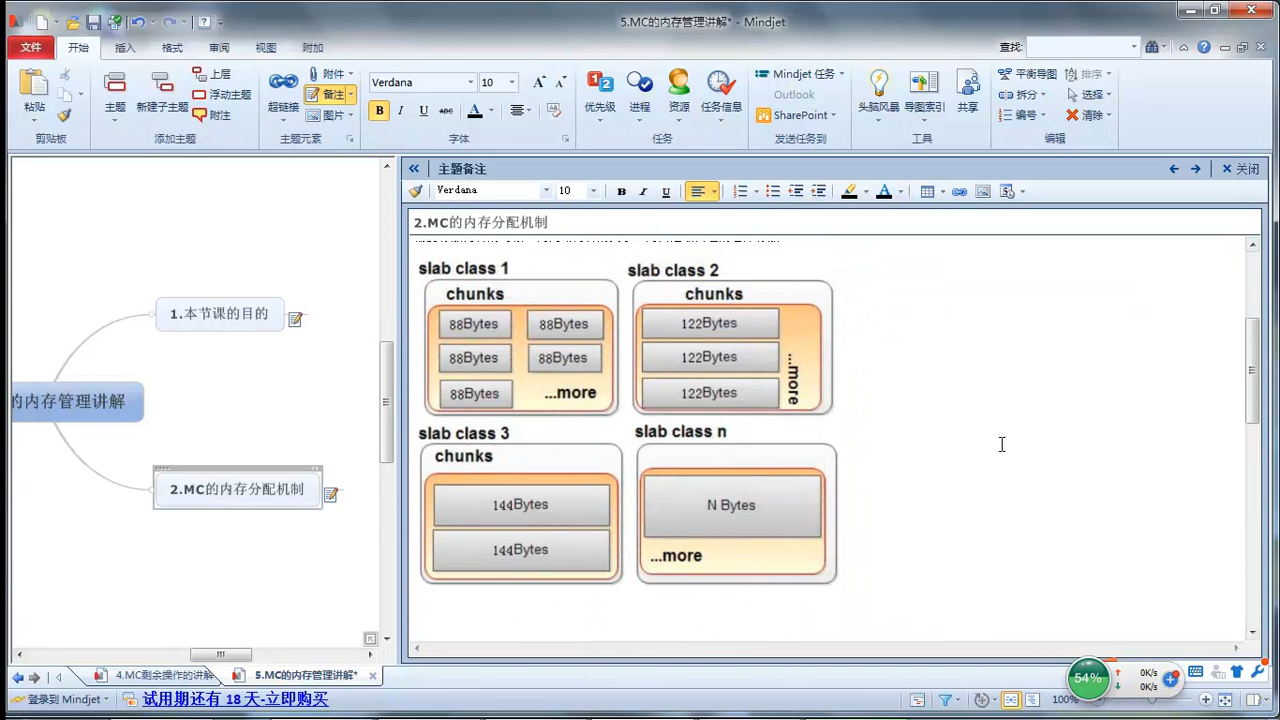 5.MC的内存管理讲解* - Mindjet
文件 开始 插入 格式 审阅 视图 附加 查找:
粘贴
剪贴板
主题 新建子主题 上层 浮动主题 附注
添加主题
超链接 附件 备注 图片
主题元素
Verdana 10
B I U abc A
字体
1 2 3
优先级 进程 资源 任务信息
任务
Mindjet 任务
Outlook
SharePoint
发送任务到
头脑风暴 导图索引 共享
工具
平衡导图 排序
拆分 选择
编号 清除
编辑
主题备注 关闭
Verdana 10 B I U A
2.MC的内存分配机制
1.本节课的目的
的内存管理讲解
2.MC的内存分配机制
slab class 1
chunks
88Bytes 88Bytes
88Bytes 88Bytes
88Bytes ...more
slab class 2
chunks
122Bytes
122Bytes
122Bytes
...more
slab class 3
chunks
144Bytes
144Bytes
slab class n
N Bytes
...more
4.MC剩余操作的讲解 5.MC的内存管理讲解*
54% 0K/s
0K/s
登录到 Mindjet 试用期还有 18 天-立即购买 100%